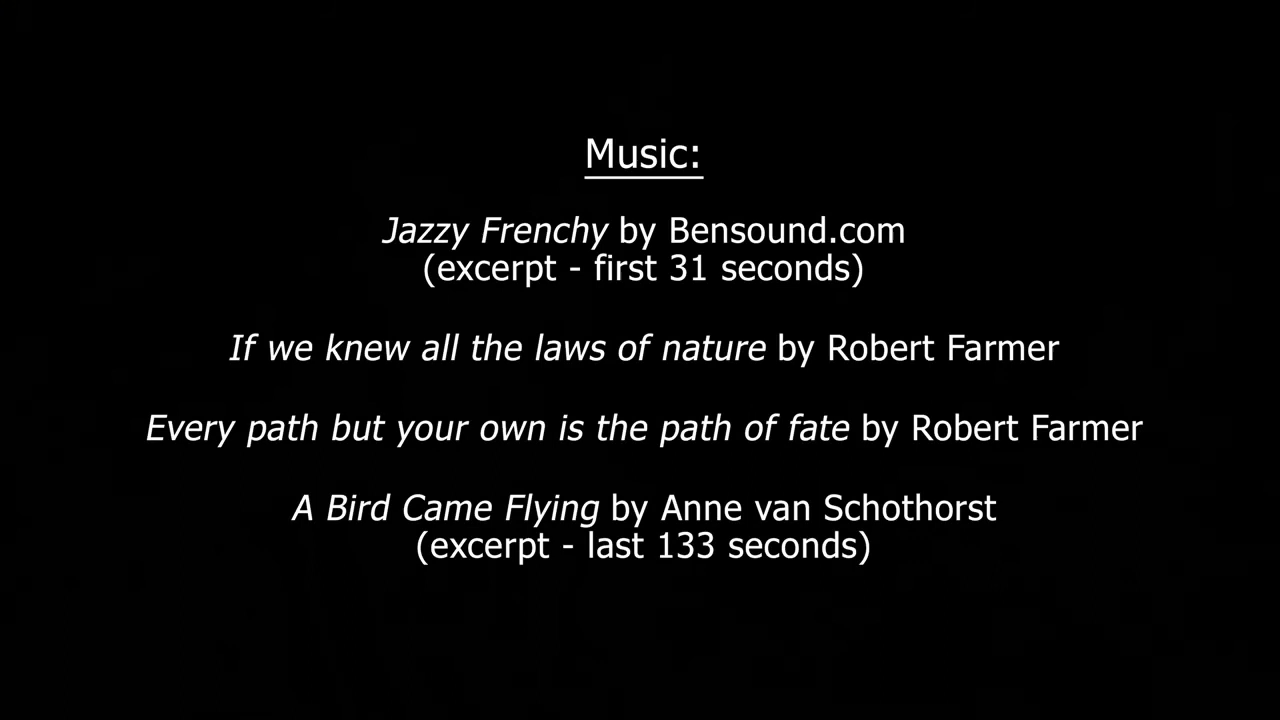 Music:
Jazzy Frenchy by Bensound.com
(excerpt - first 31 seconds)
If we knew all the laws of nature by Robert Farmer
Every path but your own is the path of fate by Robert Farmer
A Bird Came Flying by Anne van Schothorst
(excerpt - last 133 seconds)